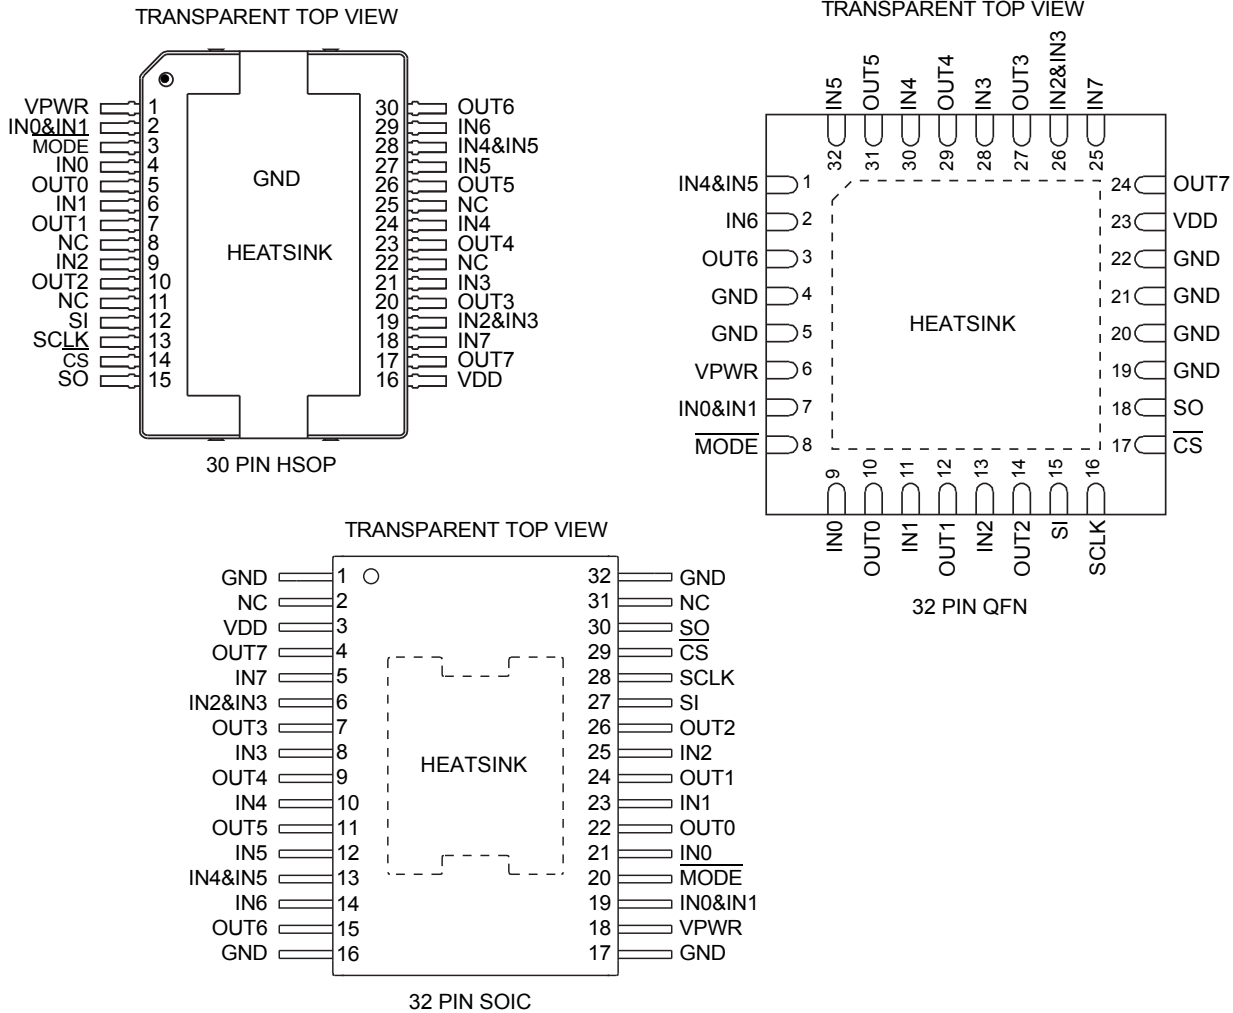 TRANSPARENT TOP VIEW
VPWR 1
IN0&IN1 2
MODE 3
IN0 4
OUT0 5
IN1 6
OUT1 7
NC 8
IN2 9
OUT2 10
NC 11
SI 12
SCLK 13
CS 14
SO 15
GND
HEATSINK
30 OUT6
29 IN6
28 IN4&IN5
27 IN5
26 OUT5
25 NC
24 IN4
23 OUT4
22 NC
21 IN3
20 OUT3
19 IN2&IN3
18 IN7
17 OUT7
16 VDD
30 PIN HSOP
TRANSPARENT TOP VIEW
IN5 OUT5 IN4 OUT4 IN3 OUT3 IN2&IN3 IN7
32 31 30 29 28 27 26 25
IN4&IN5 1
IN6 2
OUT6 3
GND 4
GND 5
VPWR 6
IN0&IN1 7
MODE 8
HEATSINK
24 OUT7
23 VDD
22 GND
21 GND
20 GND
19 GND
18 SO
17 CS
9 10 11 12 13 14 15 16
IN0 OUT0 IN1 OUT1 IN2 OUT2 SI SCLK
32 PIN QFN
TRANSPARENT TOP VIEW
GND 1
NC 2
VDD 3
OUT7 4
IN7 5
IN2&IN3 6
OUT3 7
IN3 8
OUT4 9
IN4 10
OUT5 11
IN5 12
IN4&IN5 13
IN6 14
OUT6 15
GND 16
HEATSINK
32 GND
31 NC
30 SO
29 CS
28 SCLK
27 SI
26 OUT2
25 IN2
24 OUT1
23 IN1
22 OUT0
21 IN0
20 MODE
19 IN0&IN1
18 VPWR
17 GND
32 PIN SOIC